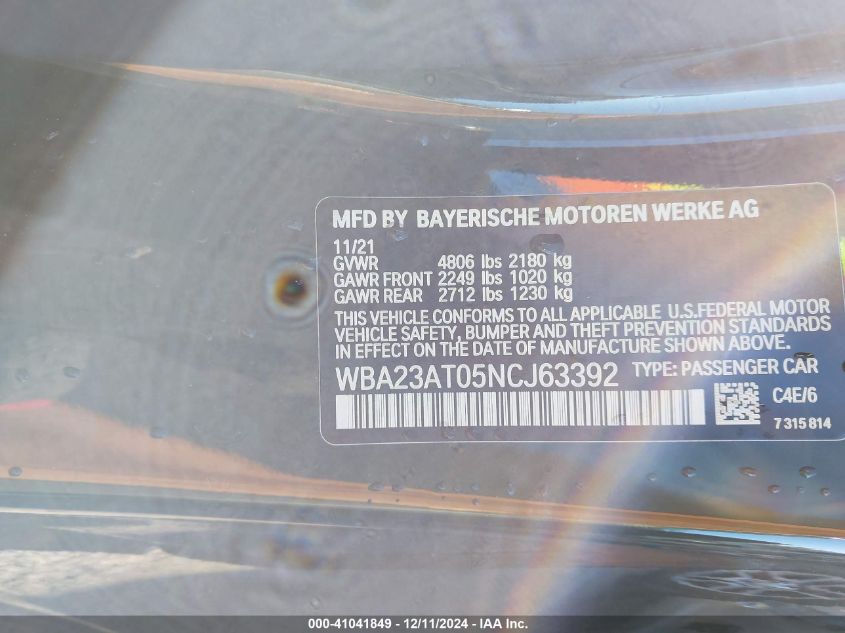 MFD BY BAYERISCHE MOTOREN WERKE AG
11/21
GVWR 4806 lbs 2180 kg
GAWR FRONT 2249 lbs 1020 kg
GAWR REAR 2712 lbs 1230 kg
THIS VEHICLE CONFORMS TO ALL APPLICABLE U.S.FEDERAL MOTOR
VEHICLE SAFETY, BUMPER AND THEFT PREVENTION STANDARDS
IN EFFECT ON THE DATE OF MANUFACTURE SHOWN ABOVE.
WBA23AT05NCJ63392 TYPE: PASSENGER CAR
C4E/6
7 315 814
000-41041849 - 12/11/2024 - IAA Inc.